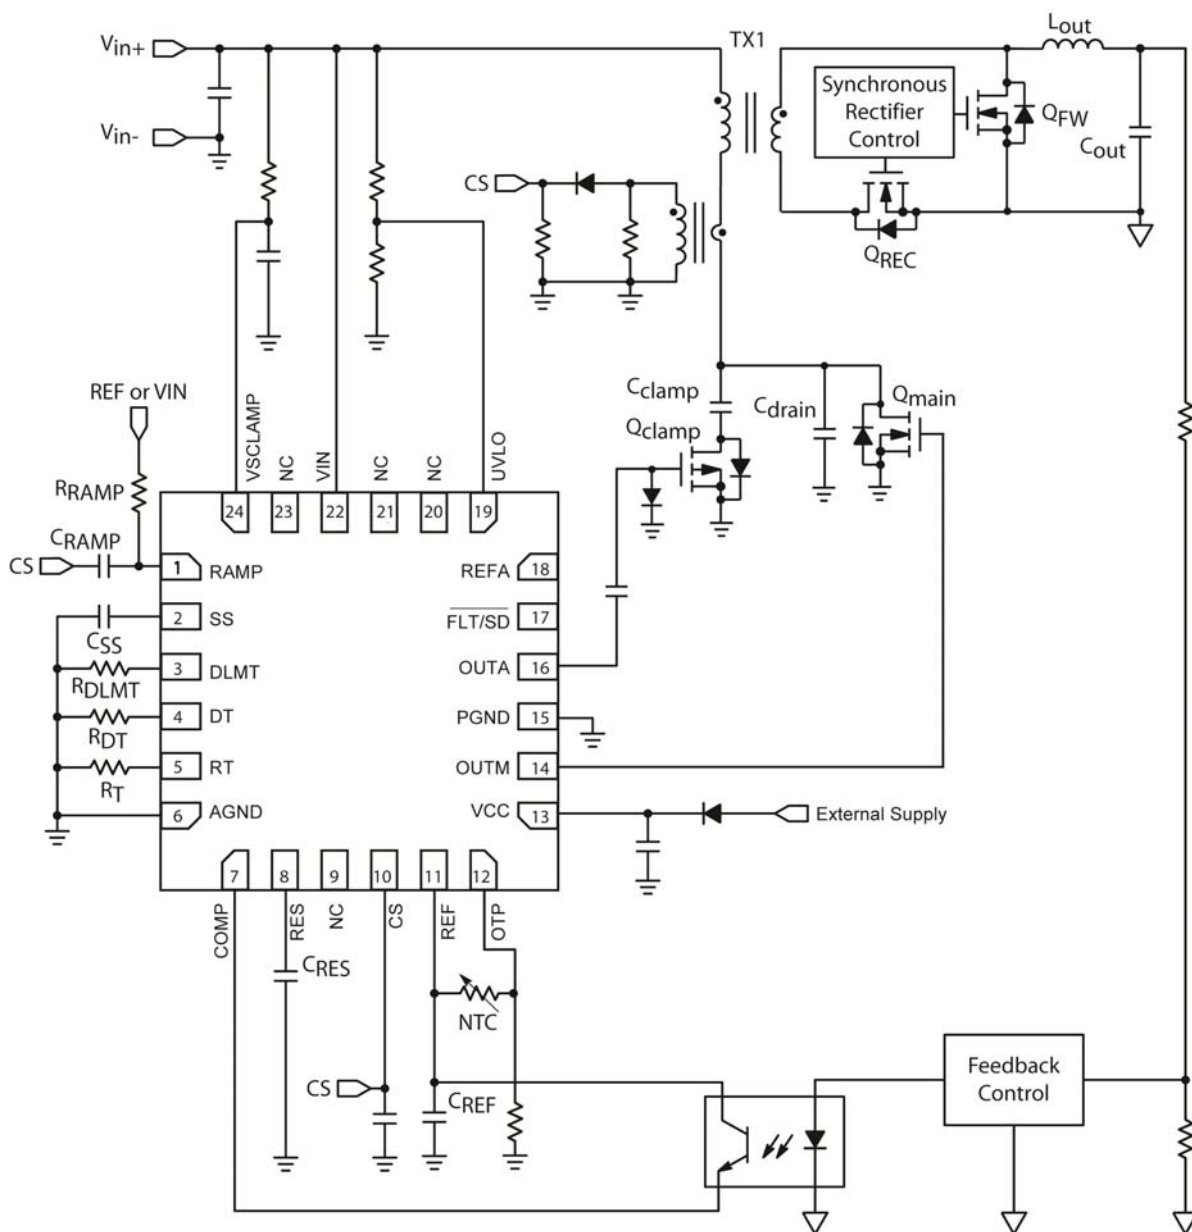 Vin+
TX1
Lout
Synchronous
Rectifier
Control
QFW
Cout
Vin-
CS
QREC
REF or VIN
Cclamp
Cdrain
Qmain
Qclamp
RRAMP
VSCLAMP
NC
VIN
NC
NC
UVLO
24
23
22
21
20
19
CRAMP
CS
1
RAMP
REFA
18
2
SS
FLT/SD
17
CSS
3
DLMT
OUTA
16
RDLMT
4
DT
PGND
15
RDT
5
RT
OUTM
14
RT
6
AGND
VCC
13
External Supply
7
8
9
10
11
12
COMP
RES
NC
CS
REF
OTP
CRES
NTC
CS
CREF
Feedback
Control